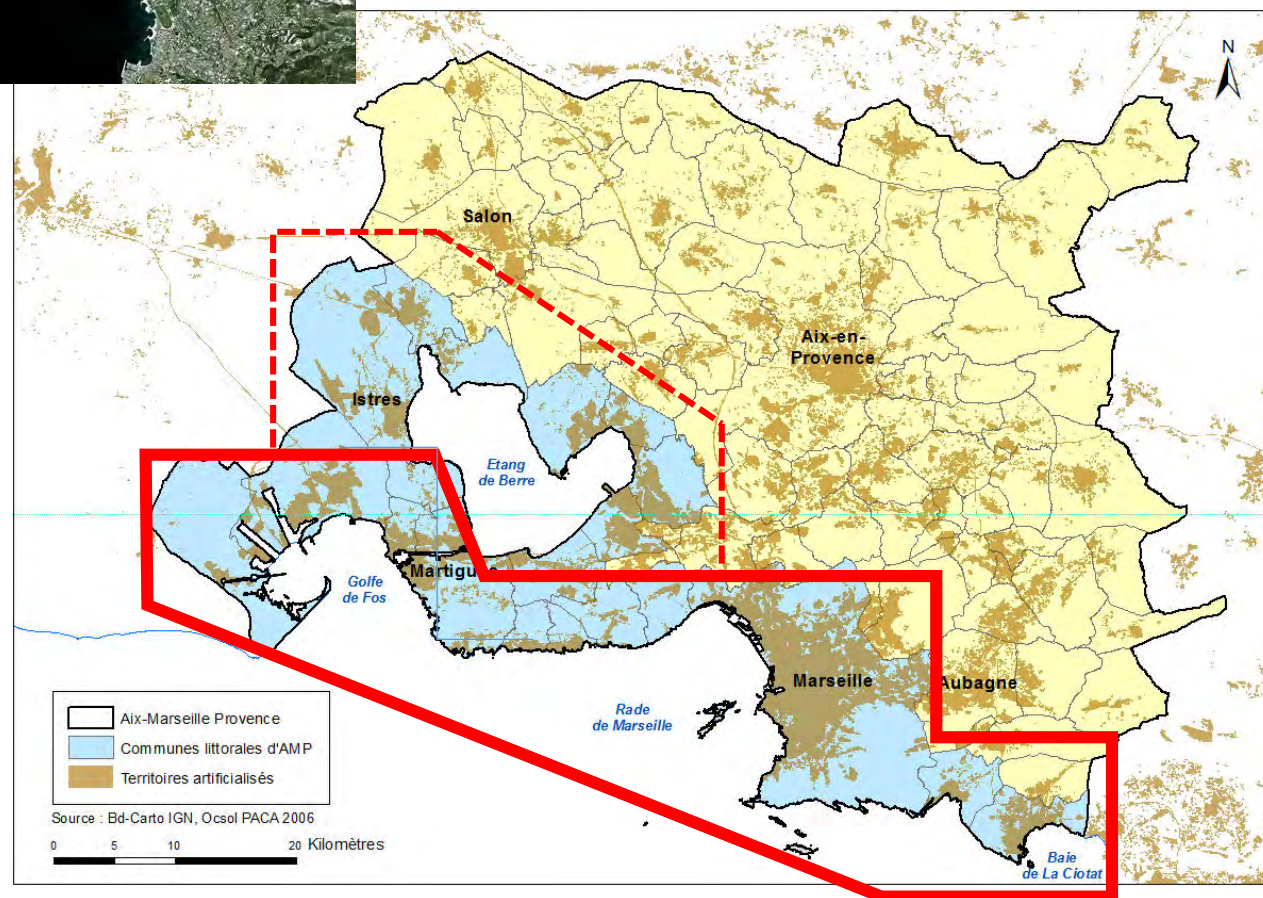 N
Salon
Aix-en-
Provence
Istres
Etang
de Berre
Golfe
de Fos
Martigues
Marseille
Aubagne
Rade
de Marseille
Aix-Marseille Provence
Communes littorales d'AMP
Territoires artificialisés
Source : Bd-Carto IGN, Ocsol PACA 2006
0 5 10 20 Kilomètres
Baie
de La Ciotat